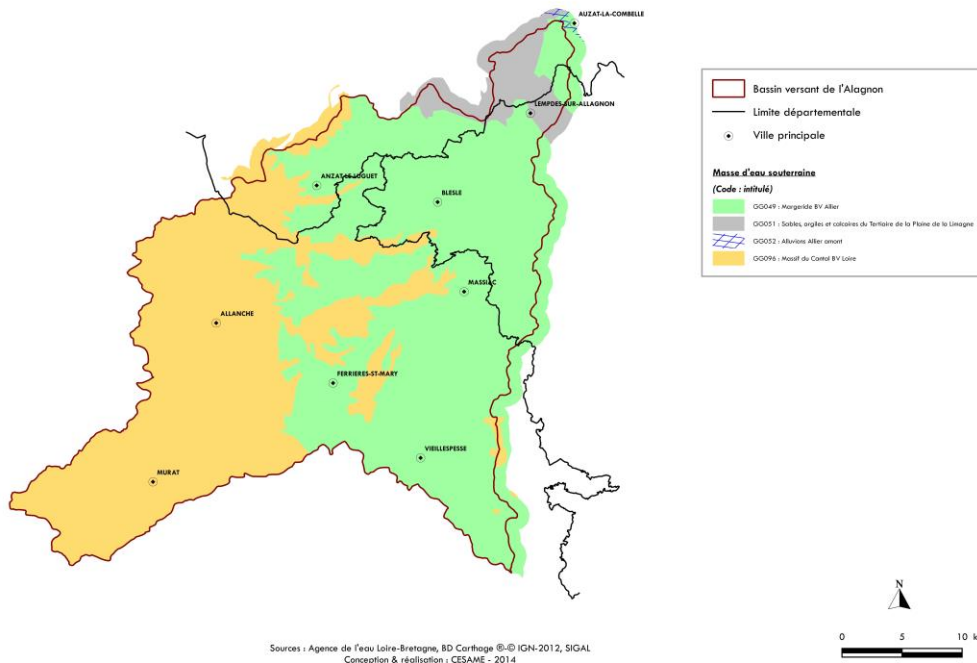 AUZAT-LA-COMBELLE
LEMPDES-SUR-ALLAGNON
ANZAT-LE-LUGUET
BLESLE
MASSIAC
ALLANCHE
FERRIERES-ST-MARY
VIEILLESPESSE
MURAT
Bassin versant de l'Alagnon
Limite départementale
Ville principale
Masse d'eau souterraine
(Code : intitulé)
GG049 : Margeride BV Allier
GG051 : Sables, argiles et calcaires du Tertiaire de la Plaine de la Limagne
GG052 : Alluvions Allier amont
GG096 : Massif du Cantal BV Loire
N
0 5 10 k
Sources : Agence de l'eau Loire-Bretagne, BD Carthage ®-© IGN-2012, SIGAL
Conception & réalisation : CESAME - 2014